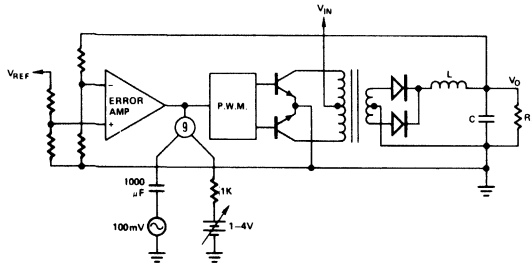 V_IN
V_REF
−
ERROR
AMP
+
P.W.M.
9
L
V_O
C
R
1000
µF
1K
100mV
1−4V